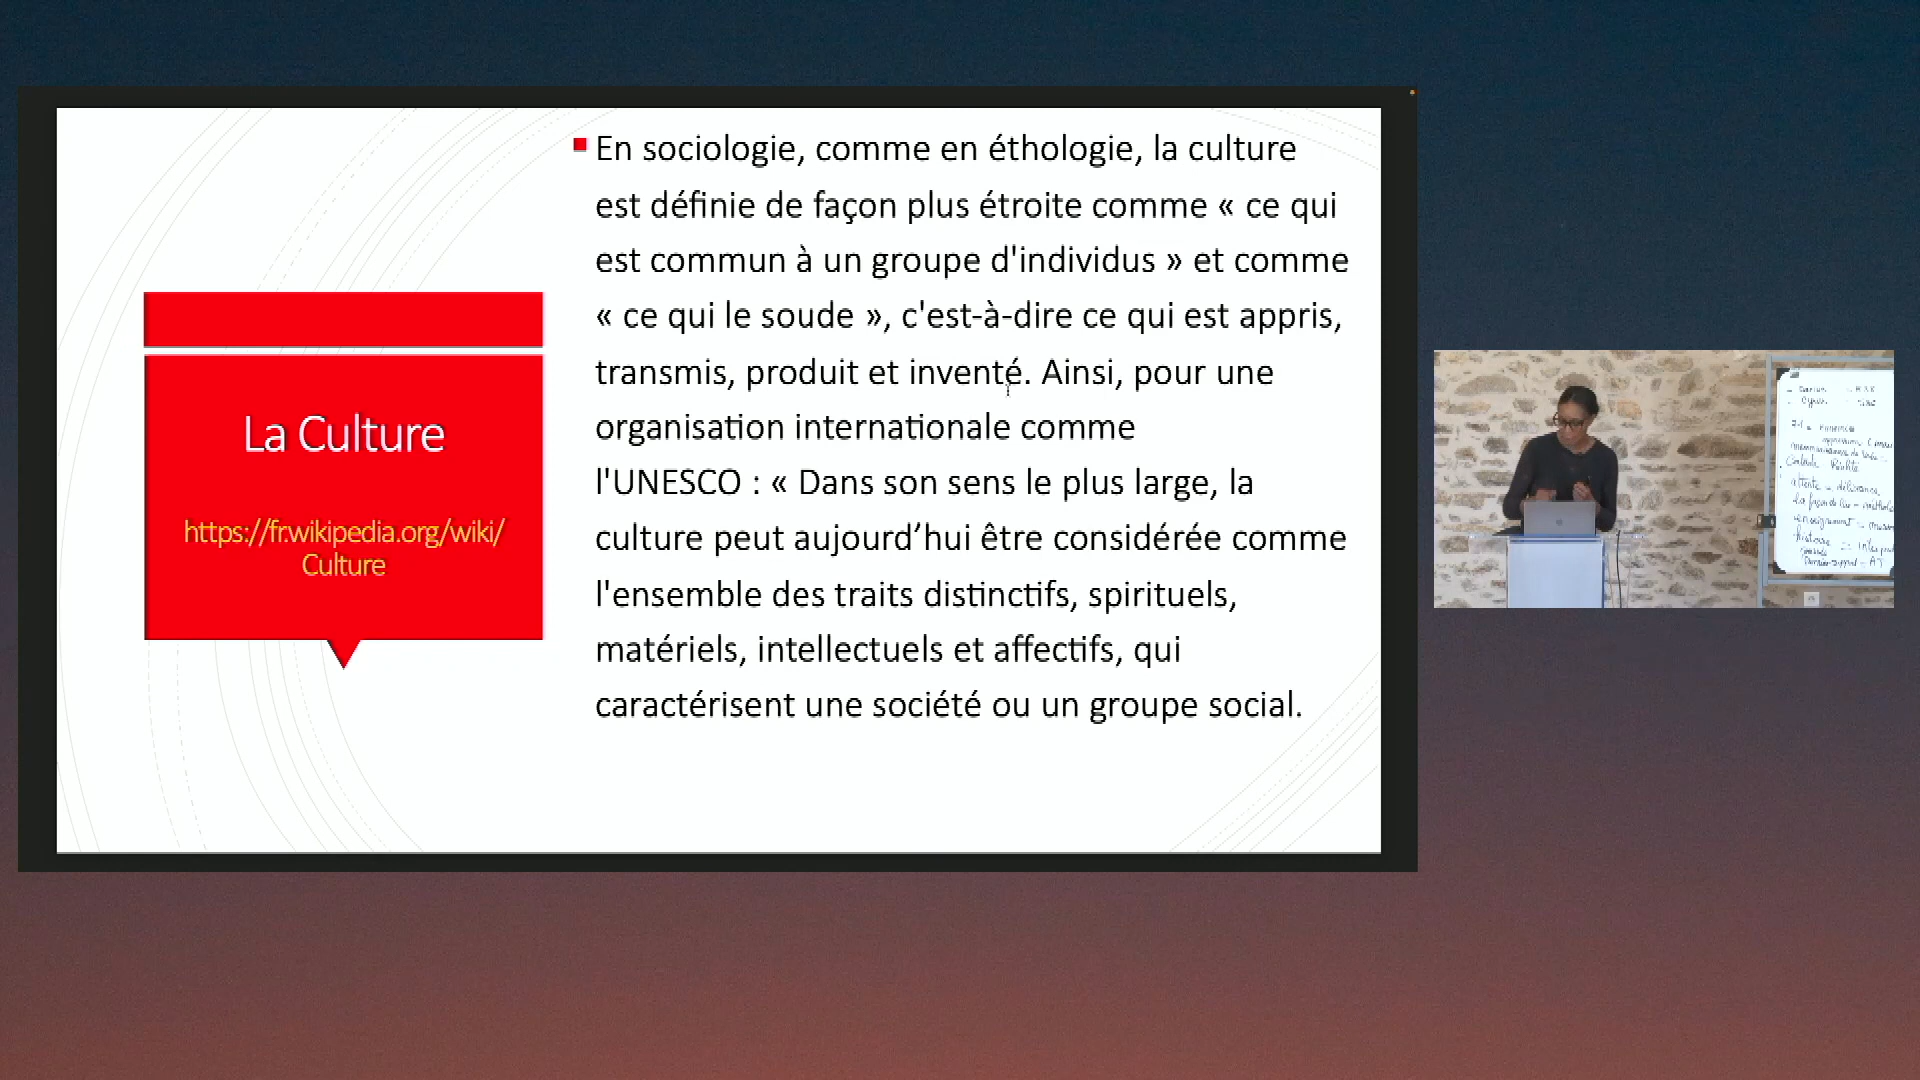 La Culture
https://fr.wikipedia.org/wiki/
Culture
En sociologie, comme en éthologie, la culture
est définie de façon plus étroite comme « ce qui
est commun à un groupe d'individus » et comme
« ce qui le soude », c'est-à-dire ce qui est appris,
transmis, produit et inventé. Ainsi, pour une
organisation internationale comme
l'UNESCO : « Dans son sens le plus large, la
culture peut aujourd’hui être considérée comme
l'ensemble des traits distinctifs, spirituels,
matériels, intellectuels et affectifs, qui
caractérisent une société ou un groupe social.